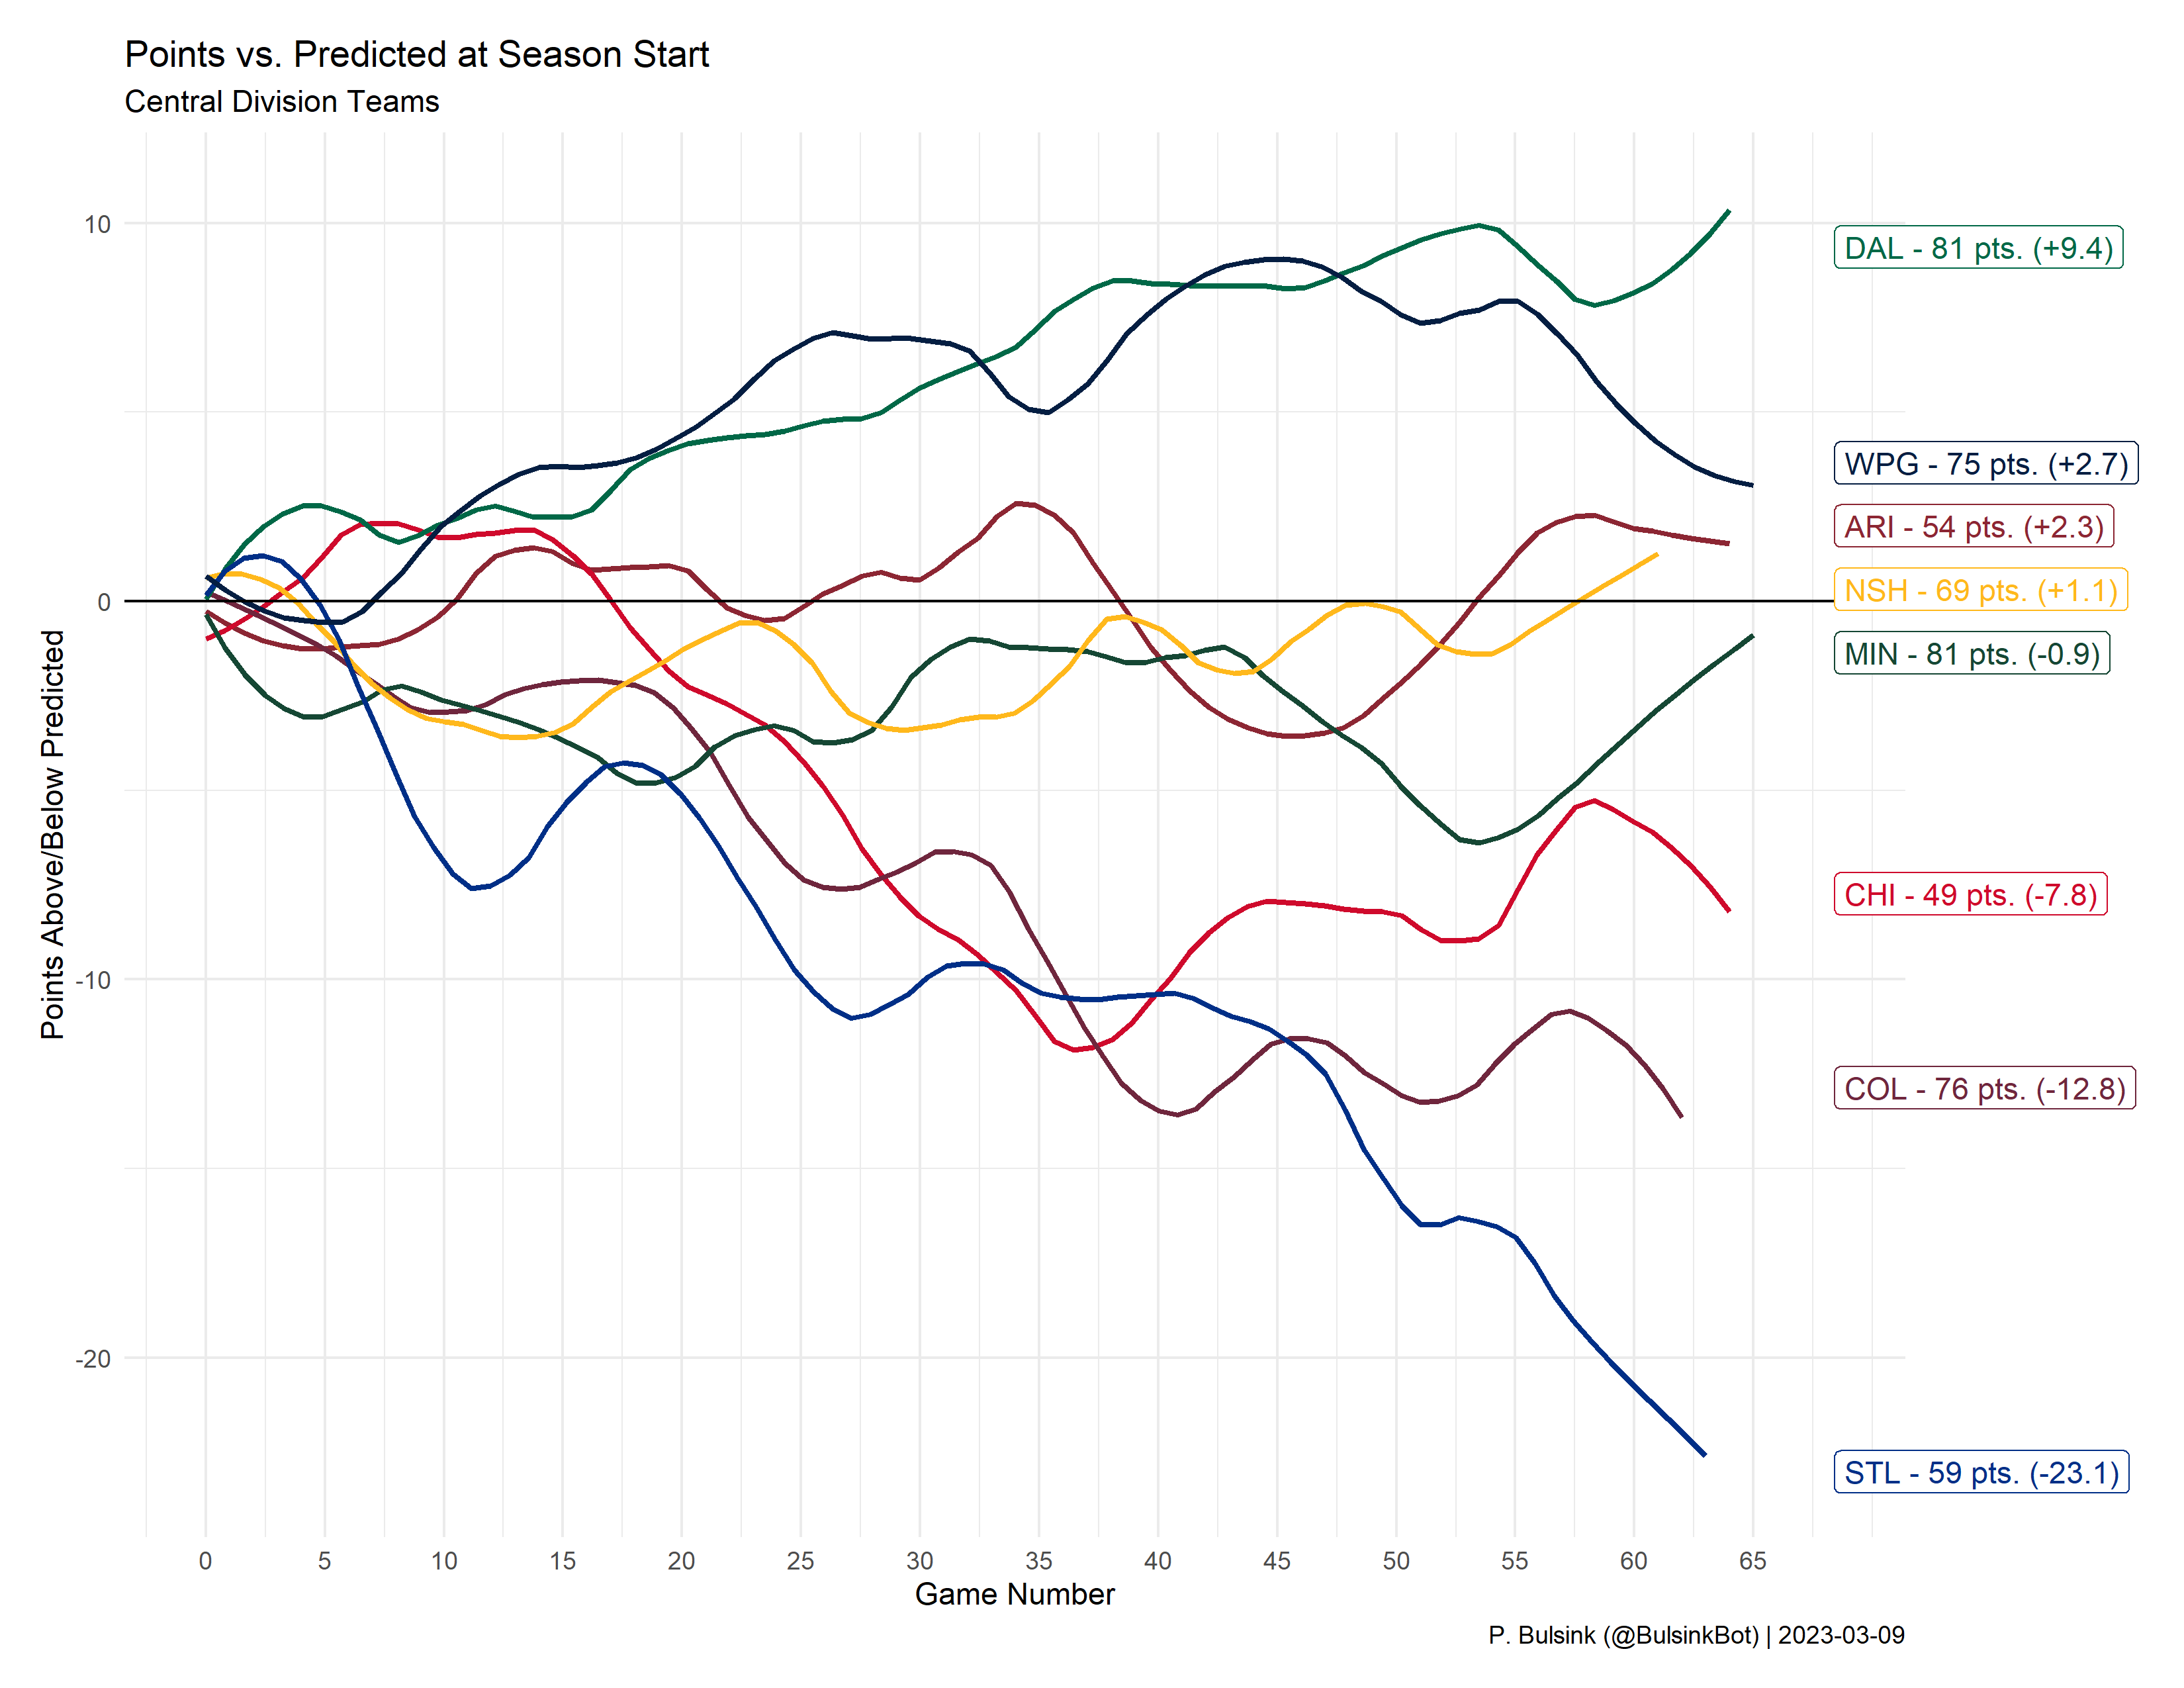 Points vs. Predicted at Season Start
Central Division Teams
Points Above/Below Predicted
10
0
-10
-20
DAL - 81 pts. (+9.4)
WPG - 75 pts. (+2.7)
ARI - 54 pts. (+2.3)
NSH - 69 pts. (+1.1)
MIN - 81 pts. (-0.9)
CHI - 49 pts. (-7.8)
COL - 76 pts. (-12.8)
STL - 59 pts. (-23.1)
0 5 10 15 20 25 30 35 40 45 50 55 60 65
Game Number
P. Bulsink (@BulsinkBot) | 2023-03-09